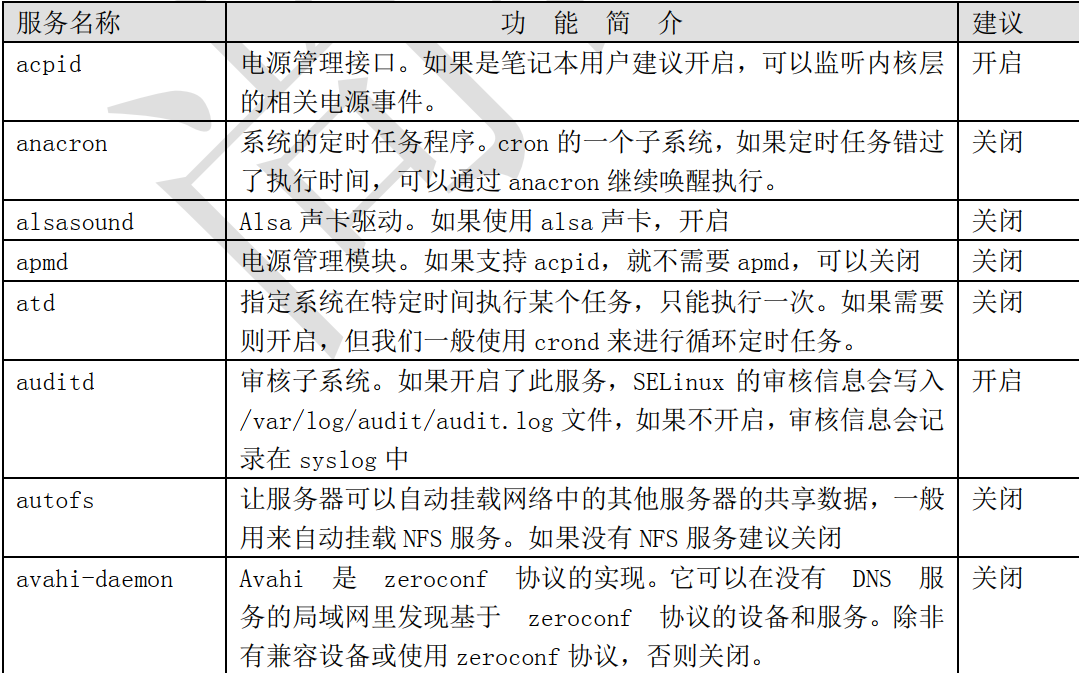 服务名称 功 能 简 介 建议
acpid 电源管理接口。如果是笔记本用户建议开启，可以监听内核层 开启
的相关电源事件。
anacron 系统的定时任务程序。cron 的一个子系统，如果定时任务错过 关闭
了执行时间，可以通过 anacron 继续唤醒执行。
alsasound Alsa 声卡驱动。如果使用 alsa 声卡，开启 关闭
apmd 电源管理模块。如果支持 acpid，就不需要 apmd，可以关闭 关闭
atd 指定系统在特定时间执行某个任务，只能执行一次。如果需要 关闭
则开启，但我们一般使用 crond 来进行循环定时任务。
auditd 审核子系统。如果开启了此服务，SELinux 的审核信息会写入 开启
/var/log/audit/audit.log 文件，如果不开启，审核信息会记
录在 syslog 中
autofs 让服务器可以自动挂载网络中的其他服务器的共享数据，一般 关闭
用来自动挂载 NFS 服务。如果没有 NFS 服务建议关闭
avahi-daemon Avahi 是 zeroconf 协议的实现。它可以在没有 DNS 服 关闭
务的局域网里发现基于 zeroconf 协议的设备和服务。除非
有兼容设备或使用 zeroconf 协议，否则关闭。